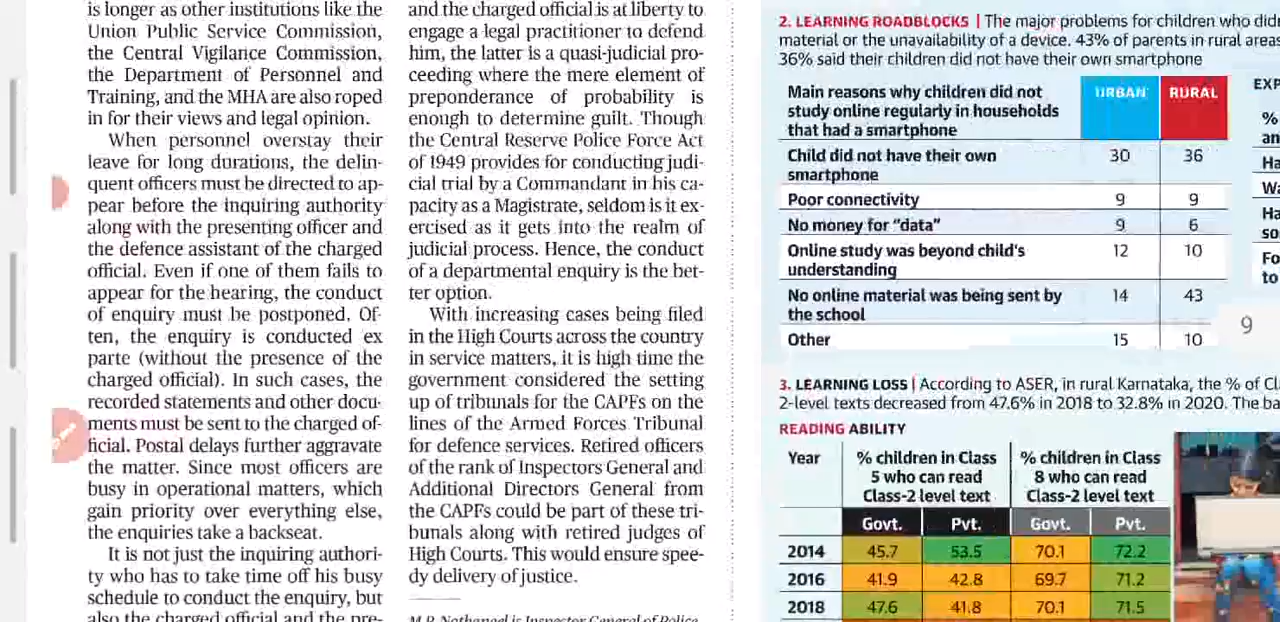 is longer as other institutions like the
Union Public Service Commission,
the Central Vigilance Commission,
the Department of Personnel and
Training, and the MHA are also roped
in for their views and legal opinion.
When personnel overstay their
leave for long durations, the delin-
quent officers must be directed to ap-
pear before the inquiring authority
along with the presenting officer and
the defence assistant of the charged
official. Even if one of them fails to
appear for the hearing, the conduct
of enquiry must be postponed. Of-
ten, the enquiry is conducted ex
parte (without the presence of the
charged official). In such cases, the
recorded statements and other docu-
ments must be sent to the charged of-
ficial. Postal delays further aggravate
the matter. Since most officers are
busy in operational matters, which
gain priority over everything else,
the enquiries take a backseat.
It is not just the inquiring authori-
ty who has to take time off his busy
schedule to conduct the enquiry, but
also the charged official and the pre-
and the charged official is at liberty to
engage a legal practitioner to defend
him, the latter is a quasi-judicial pro-
ceeding where the mere element of
preponderance of probability is
enough to determine guilt. Though
the Central Reserve Police Force Act
of 1949 provides for conducting judi-
cial trial by a Commandant in his ca-
pacity as a Magistrate, seldom is it ex-
ercised as it gets into the realm of
judicial process. Hence, the conduct
of a departmental enquiry is the bet-
ter option.
With increasing cases being filed
in the High Courts across the country
in service matters, it is high time the
government considered the setting
up of tribunals for the CAPFs on the
lines of the Armed Forces Tribunal
for defence services. Retired officers
of the rank of Inspectors General and
Additional Directors General from
the CAPFs could be part of these tri-
bunals along with retired judges of
High Courts. This would ensure spee-
dy delivery of justice.
M.P. Nathanael is Inspector General of Police
2. LEARNING ROADBLOCKS | The major problems for children who did
material or the unavailability of a device. 43% of parents in rural areas
36% said their children did not have their own smartphone
Main reasons why children did not study online regularly in households that had a smartphone URBAN RURAL
Child did not have their own smartphone 30 36
Poor connectivity 9 9
No money for “data” 9 6
Online study was beyond child's understanding 12 10
No online material was being sent by the school 14 43
Other 15 10
EXP
%
an
Ha
Wa
Ha
so
Fo
to
9
3. LEARNING LOSS | According to ASER, in rural Karnataka, the % of Cl
2-level texts decreased from 47.6% in 2018 to 32.8% in 2020. The ba
READING ABILITY
Year % children in Class 5 who can read Class-2 level text % children in Class 8 who can read Class-2 level text
Govt. Pvt. Govt. Pvt.
2014 45.7 53.5 70.1 72.2
2016 41.9 42.8 69.7 71.2
2018 47.6 41.8 70.1 71.5